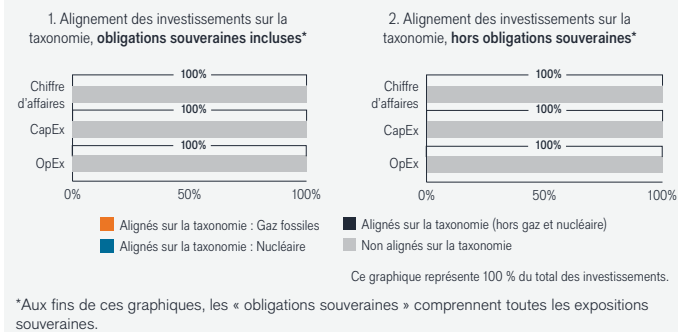 1. Alignement des investissements sur la
taxonomie, obligations souveraines incluses*
100%
Chiffre
d'affaires
100%
CapEx
100%
OpEx
0% 50% 100%
2. Alignement des investissements sur la
taxonomie, hors obligations souveraines*
100%
Chiffre
d'affaires
100%
CapEx
100%
OpEx
0% 50% 100%
Alignés sur la taxonomie : Gaz fossiles
Alignés sur la taxonomie : Nucléaire
Alignés sur la taxonomie (hors gaz et nucléaire)
Non alignés sur la taxonomie
Ce graphique représente 100 % du total des investissements.
*Aux fins de ces graphiques, les « obligations souveraines » comprennent toutes les expositions
souveraines.